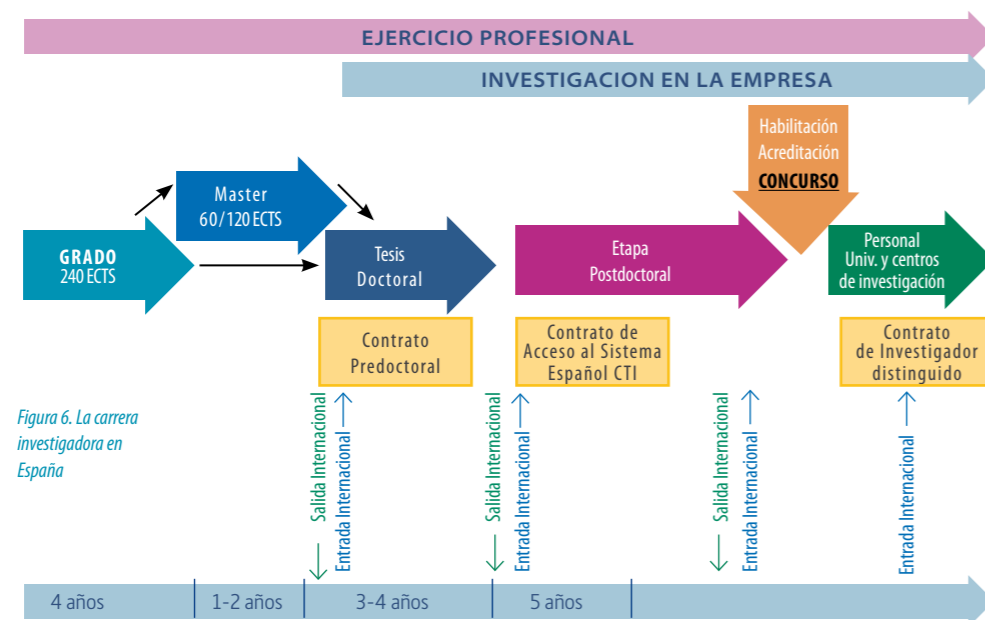 EJERCICIO PROFESIONAL
INVESTIGACION EN LA EMPRESA
Habilitación
Acreditación
CONCURSO
Master
60/120 ECTS
GRADO
240 ECTS
Tesis
Doctoral
Etapa
Postdoctoral
Personal
Univ. y centros
de investigación
Contrato
Predoctoral
Contrato de
Acceso al Sistema
Español CTI
Contrato
de Investigador
distinguido
Figura 6. La carrera
investigadora en
España
Salida Internacional
Entrada Internacional
Salida Internacional
Entrada Internacional
Salida Internacional
Entrada Internacional
Entrada Internacional
4 años
1-2 años
3-4 años
5 años